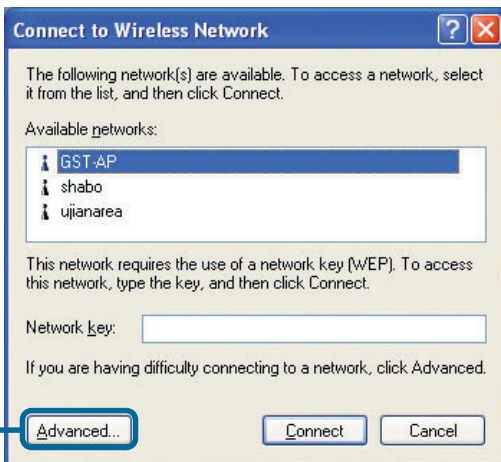 Connect to Wireless Network
The following network(s) are available. To access a network, select
it from the list, and then click Connect.
Available networks:
GST-AP
shabo
ujianarea
This network requires the use of a network key (WEP). To access
this network, type the key, and then click Connect.
Network key:
If you are having difficulty connecting to a network, click Advanced.
Advanced... Connect Cancel